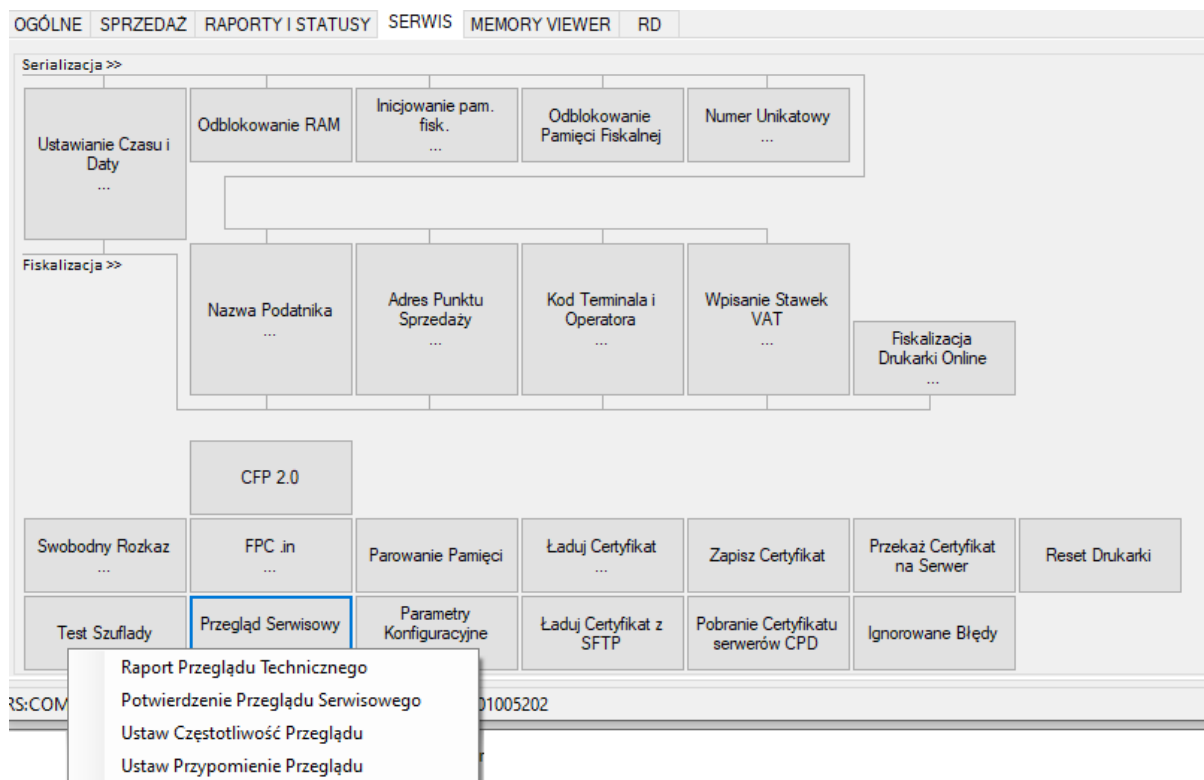 OGÓLNE SPRZEDAŻ RAPORTY I STATUSY SERWIS MEMORY VIEWER RD
Serializacja >>
Ustawianie Czasu i
Daty
...
Odblokowanie RAM
Inicjowanie pam.
fisk.
...
Odblokowanie
Pamięci Fiskalnej
Numer Unikatowy
...
Fiskalizacja >>
Nazwa Podatnika
...
Adres Punktu
Sprzedaży
...
Kod Terminala i
Operatora
...
Wpisanie Stawek
VAT
...
Fiskalizacja
Drukarki Online
...
CFP 2.0
Swobodny Rozkaz
...
FPC .in
...
Parowanie Pamięci
Ładuj Certyfikat
...
Zapisz Certyfikat
Przekaż Certyfikat
na Serwer
Reset Drukarki
Test Szuflady
Przegląd Serwisowy
Parametry
Konfiguracyjne
Ładuj Certyfikat z
SFTP
Pobranie Certyfikatu
serwerów CPD
Ignorowane Błędy
RS:COM
01005202
Raport Przeglądu Technicznego
Potwierdzenie Przeglądu Serwisowego
Ustaw Częstotliwość Przeglądu
Ustaw Przypomienie Przeglądu